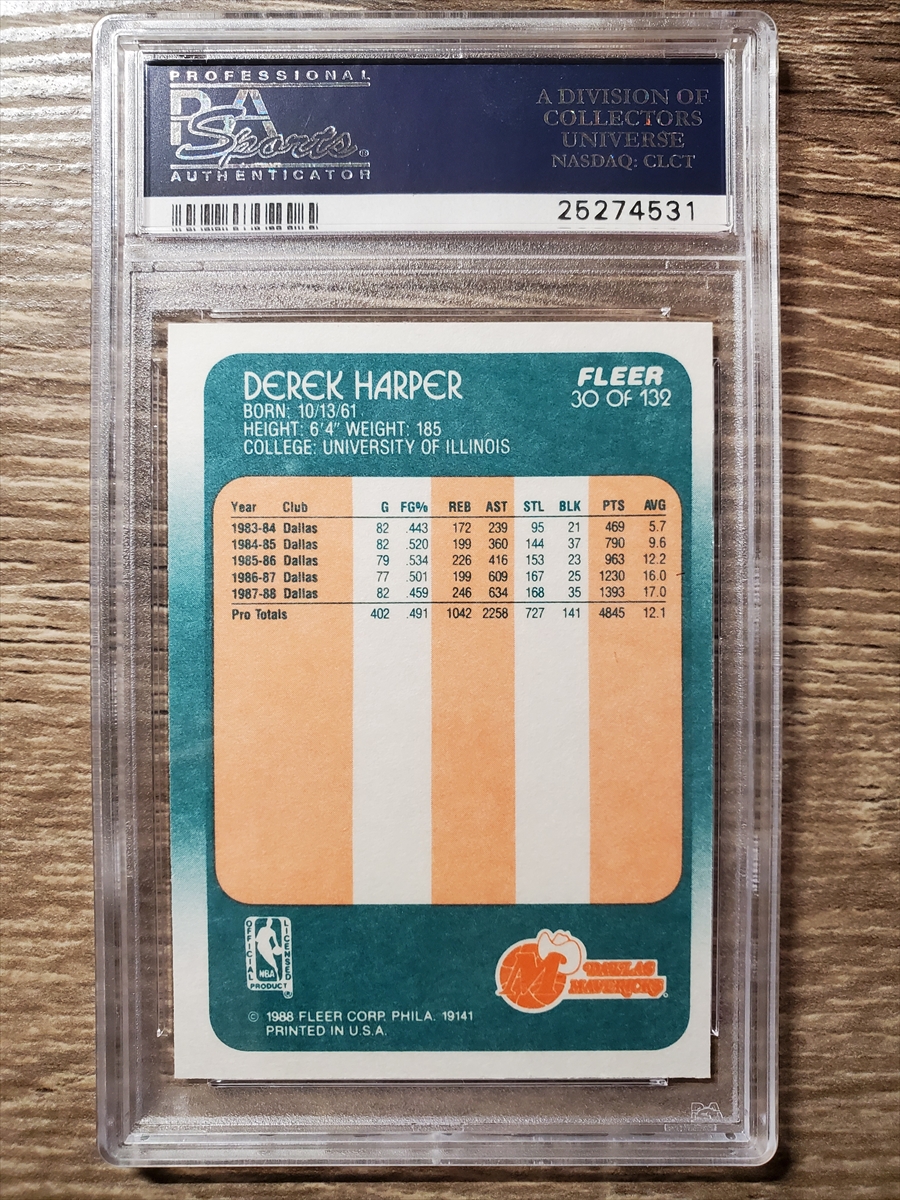 PROFESSIONAL
PSA
Sports
AUTHENTICATOR
A DIVISION OF
COLLECTORS
UNIVERSE
NASDAQ: CLCT
25274531
DEREK HARPER
BORN: 10/13/61
HEIGHT: 6'4" WEIGHT: 185
COLLEGE: UNIVERSITY OF ILLINOIS
FLEER
30 OF 132
Year Club G FG% REB AST STL BLK PTS AVG
1983-84 Dallas 82 .443 172 239 95 21 469 5.7
1984-85 Dallas 82 .520 199 360 144 37 790 9.6
1985-86 Dallas 79 .534 226 416 153 23 963 12.2
1986-87 Dallas 77 .501 199 609 167 25 1230 16.0
1987-88 Dallas 82 .459 246 634 168 35 1393 17.0
Pro Totals 402 .491 1042 2258 727 141 4845 12.1
OFFICIAL
LICENSED
NBA
PRODUCT ®
M
DALLAS
MAVERICKS
© 1988 FLEER CORP. PHILA. 19141
PRINTED IN U.S.A.
PSA